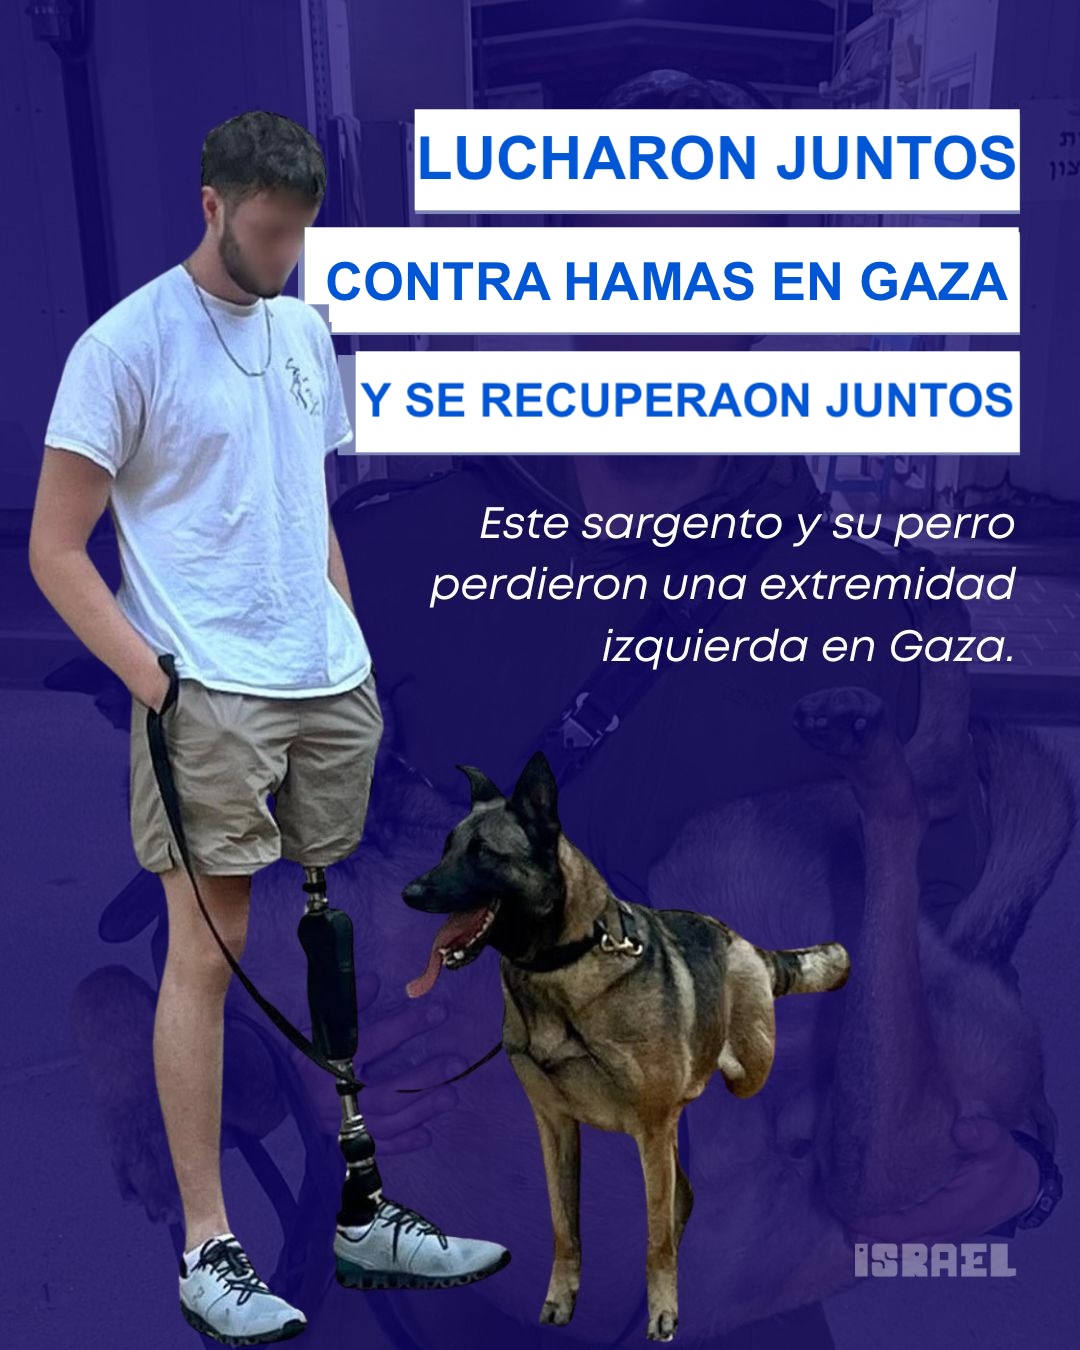 LUCHARON JUNTOS
CONTRA HAMAS EN GAZA
Y SE RECUPERAON JUNTOS
Este sargento y su perro
perdieron una extremidad
izquierda en Gaza.
ISRAEL